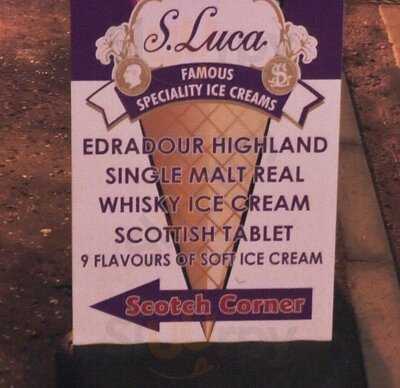 S. Luca
FAMOUS
SPECIALITY ICE CREAMS
EDRADOUR HIGHLAND
SINGLE MALT REAL
WHISKY ICE CREAM
SCOTTISH TABLET
9 FLAVOURS OF SOFT ICE CREAM
Scotch Corner